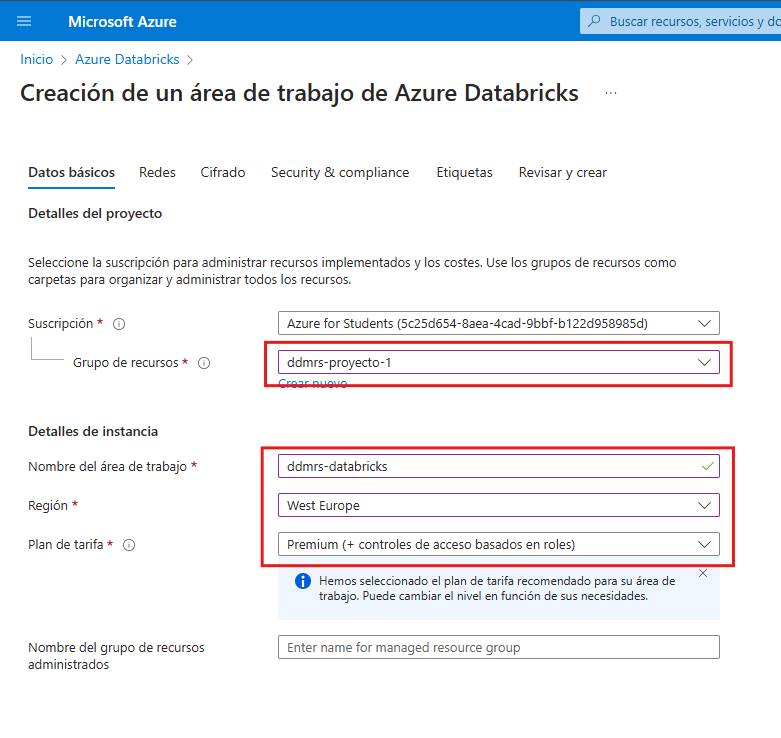 Microsoft Azure
Buscar recursos, servicios y do
Inicio > Azure Databricks >
Creación de un área de trabajo de Azure Databricks ...
Datos básicos Redes Cifrado Security & compliance Etiquetas Revisar y crear
Detalles del proyecto
Seleccione la suscripción para administrar recursos implementados y los costes. Use los grupos de recursos como
carpetas para organizar y administrar todos los recursos.
Suscripción * Azure for Students (5c25d654-8aea-4cad-9bbf-b122d958985d)
Grupo de recursos * ddmrs-proyecto-1
Crear nuevo
Detalles de instancia
Nombre del área de trabajo * ddmrs-databricks
Región * West Europe
Plan de tarifa * Premium (+ controles de acceso basados en roles)
Hemos seleccionado el plan de tarifa recomendado para su área de
trabajo. Puede cambiar el nivel en función de sus necesidades.
Nombre del grupo de recursos
administrados
Enter name for managed resource group